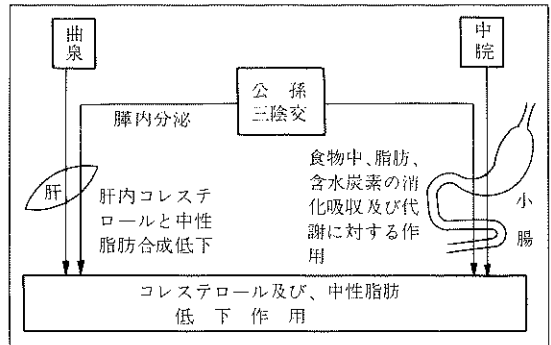 曲泉
中脘
公孫
三陰交
膵内分泌
肝
肝内コレステ
ロールと中性
脂肪合成低下
食物中、脂肪、
含水炭素の消
化吸収及び代
謝に対する作
用
小腸
コレステロール及び、中性脂肪
低下作用